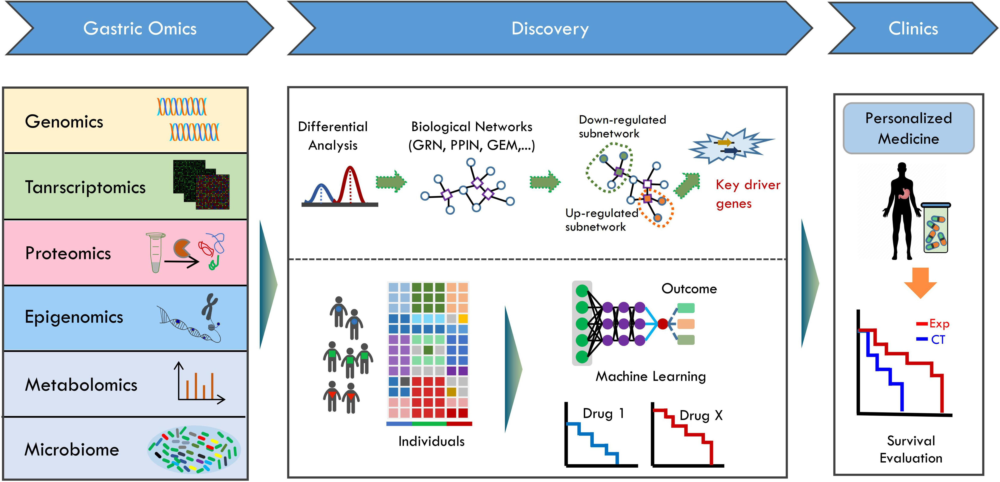 Gastric Omics
Discovery
Clinics
Genomics
Tanrscriptomics
Proteomics
Epigenomics
Metabolomics
Microbiome
Differential
Analysis
Biological Networks
(GRN, PPIN, GEM,...)
Down-regulated
subnetwork
Up-regulated
subnetwork
Key driver
genes
Individuals
Outcome
Machine Learning
Drug 1
Drug X
Personalized
Medicine
Exp
CT
Survival
Evaluation